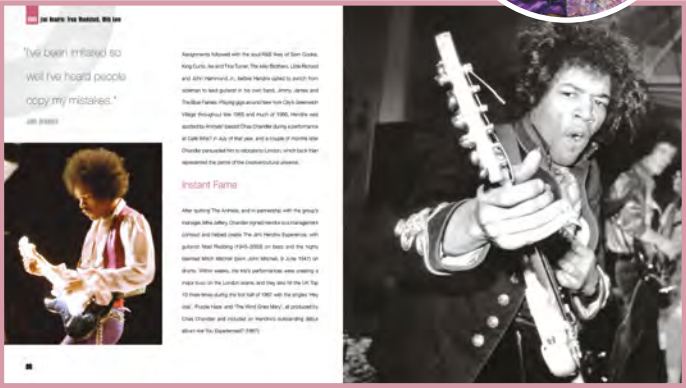 Jimi Hendrix: From Woodstock, With Love
'I've been imitated so
well I've heard people
copy my mistakes.'
JIMI HENDRIX
Assignments followed with the soul/R&B likes of Sam Cooke,
King Curtis, Ike and Tina Turner, The Isley Brothers, Little Richard
and John Hammond, Jr., before Hendrix opted to switch from
sideman to lead guitarist in his own band, Jimmy James and
The Blue Flames. Playing gigs around New York City's Greenwich
Village throughout late 1965 and much of 1966, Hendrix was
spotted by Animals' bassist Chas Chandler during a performance
at Café Wha? in July of that year, and a couple of months later
Chandler persuaded him to relocate to London, which back then
represented the centre of the creative/cultural universe.
Instant Fame
After quitting The Animals, and in partnership with the group's
manager, Mike Jeffery, Chandler signed Hendrix to a management
contract and helped create The Jimi Hendrix Experience, with
guitarist Noel Redding (1945–2003) on bass and the highly
talented Mitch Mitchell (born John Mitchell, 9 June 1947) on
drums. Within weeks, the trio's performances were creating a
major buzz on the London scene, and they also hit the UK Top
10 three times during the first half of 1967 with the singles 'Hey
Joe', 'Purple Haze' and 'The Wind Cries Mary', all produced by
Chas Chandler and included on Hendrix's outstanding debut
album Are You Experienced? (1967).